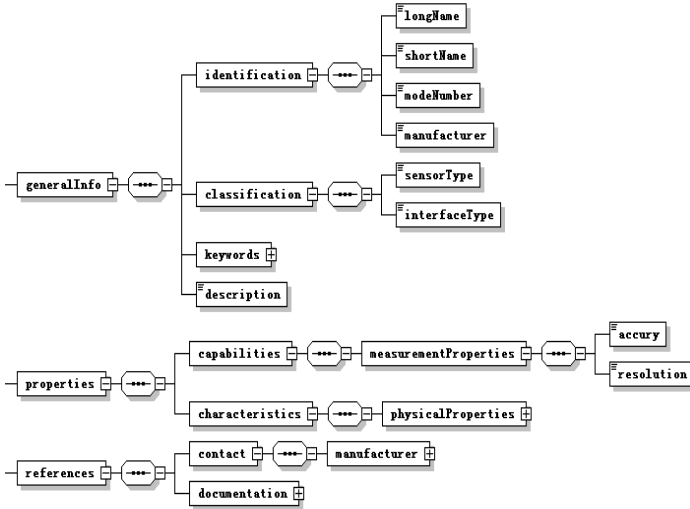 longName
shortName
identification
modeNumber
manufacturer
generalInfo
sensorType
classification
interfaceType
keywords
description
accury
capabilities
measurementProperties
resolution
properties
characteristics
physicalProperties
contact
manufacturer
references
documentation